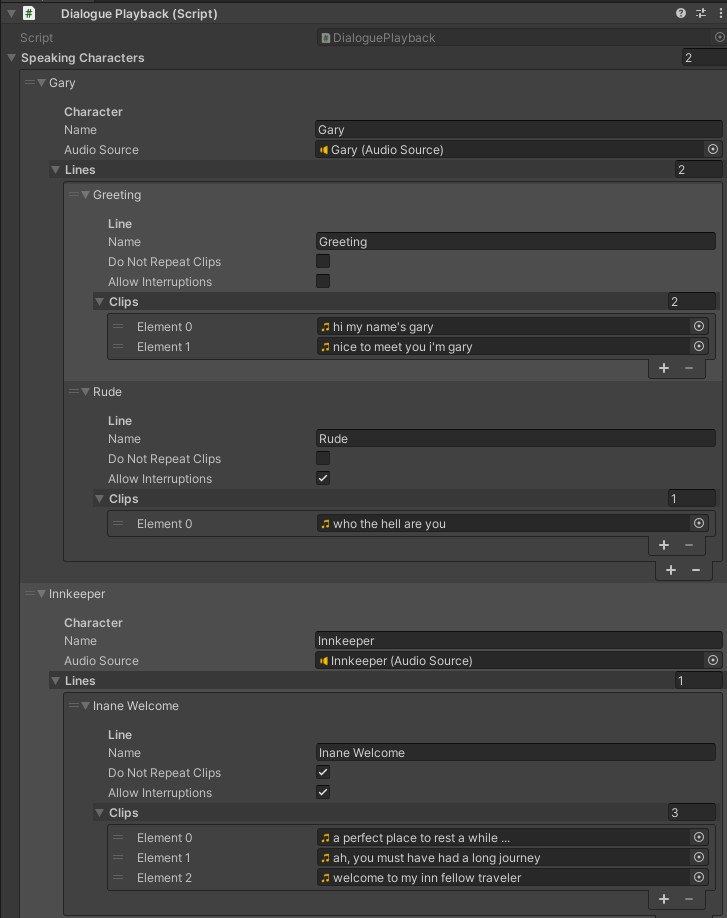 Dialogue Playback (Script)
Script DialoguePlayback
Speaking Characters 2
Gary
Character
Name Gary
Audio Source Gary (Audio Source)
Lines 2
Greeting
Line
Name Greeting
Do Not Repeat Clips
Allow Interruptions
Clips 2
Element 0 hi my name's gary
Element 1 nice to meet you i'm gary
Rude
Line
Name Rude
Do Not Repeat Clips
Allow Interruptions
Clips 1
Element 0 who the hell are you
Innkeeper
Character
Name Innkeeper
Audio Source Innkeeper (Audio Source)
Lines 1
Inane Welcome
Line
Name Inane Welcome
Do Not Repeat Clips
Allow Interruptions
Clips 3
Element 0 a perfect place to rest a while ...
Element 1 ah, you must have had a long journey
Element 2 welcome to my inn fellow traveler